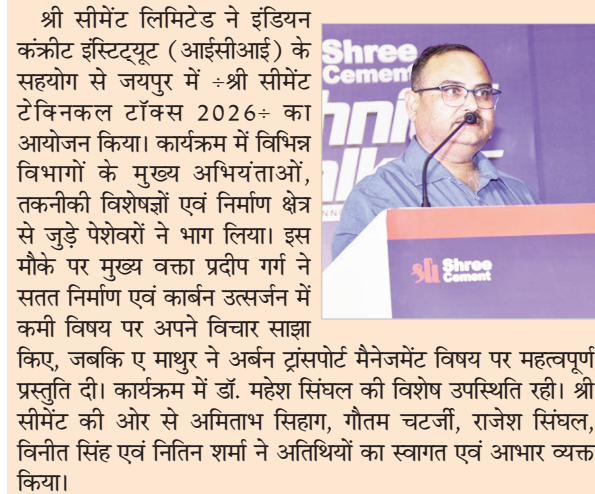 श्री सीमेंट लिमिटेड ने इंडियन
कंक्रीट इंस्टिट्यूट (आईसीआई) के
सहयोग से जयपुर में ÷श्री सीमेंट
टेक्निकल टॉक्स 2026÷ का
आयोजन किया। कार्यक्रम में विभिन्न
विभागों के मुख्य अभियंताओं,
तकनीकी विशेषज्ञों एवं निर्माण क्षेत्र
से जुड़े पेशेवरों ने भाग लिया। इस
मौके पर मुख्य वक्ता प्रदीप गर्ग ने
सतत निर्माण एवं कार्बन उत्सर्जन में
कमी विषय पर अपने विचार साझा
किए, जबकि ए माथुर ने अर्बन ट्रांसपोर्ट मैनेजमेंट विषय पर महत्वपूर्ण
प्रस्तुति दी। कार्यक्रम में डॉ. महेश सिंघल की विशेष उपस्थिति रही। श्री
सीमेंट की ओर से अमिताभ सिहाग, गौतम चटर्जी, राजेश सिंघल,
विनीत सिंह एवं नितिन शर्मा ने अतिथियों का स्वागत एवं आभार व्यक्त
किया।
Shree
Cement
श्री
Shree
Cement